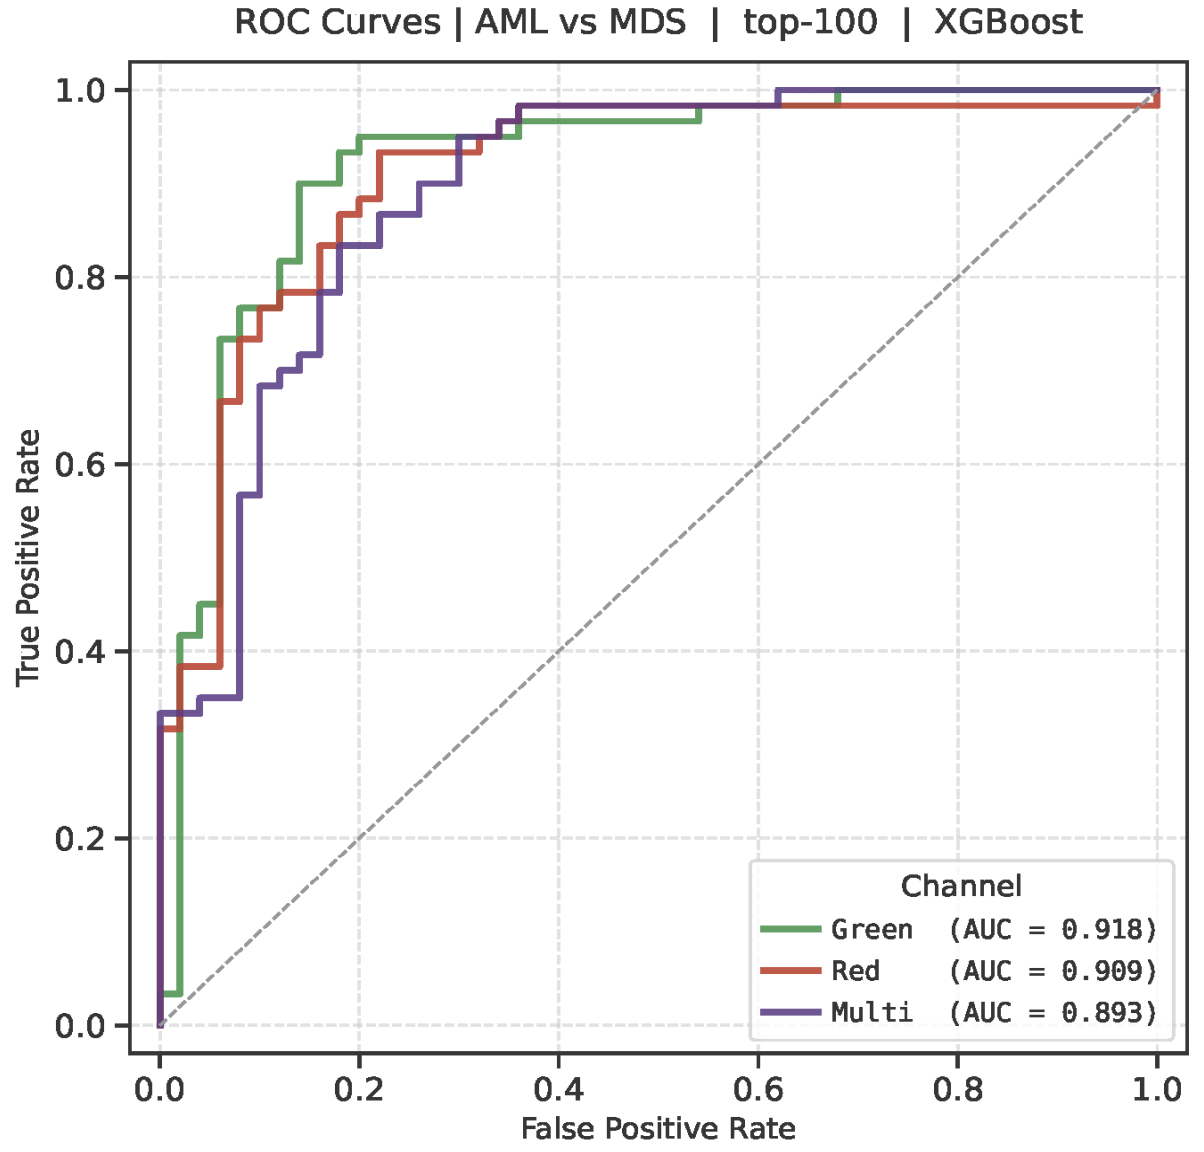 ROC Curves | AML vs MDS | top-100 | XGBoost
True Positive Rate
1.0
0.8
0.6
0.4
0.2
0.0
Channel
Green (AUC = 0.918)
Red (AUC = 0.909)
Multi (AUC = 0.893)
0.0 0.2 0.4 0.6 0.8 1.0
False Positive Rate